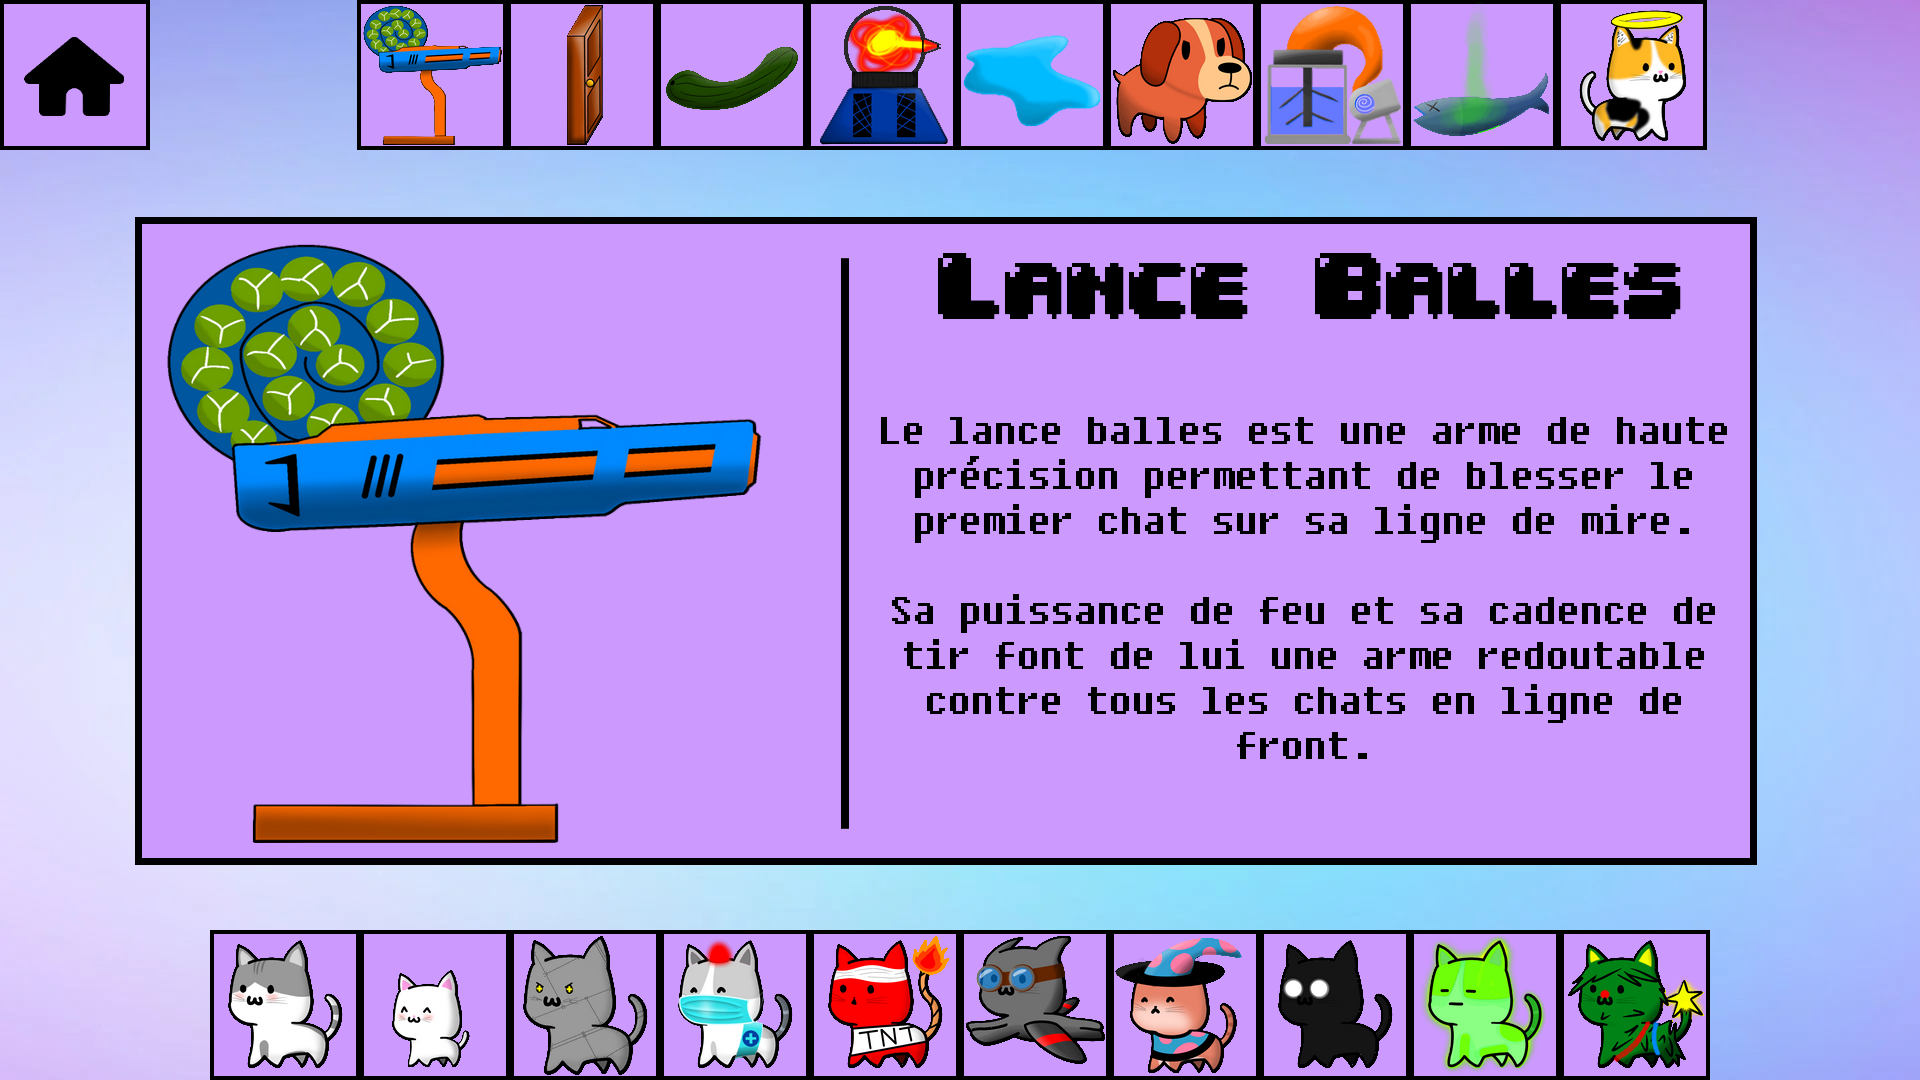 Lance Balles
Le lance balles est une arme de haute
précision permettant de blesser le
premier chat sur sa ligne de mire.
Sa puissance de feu et sa cadence de
tir font de lui une arme redoutable
contre tous les chats en ligne de
front.
TNT